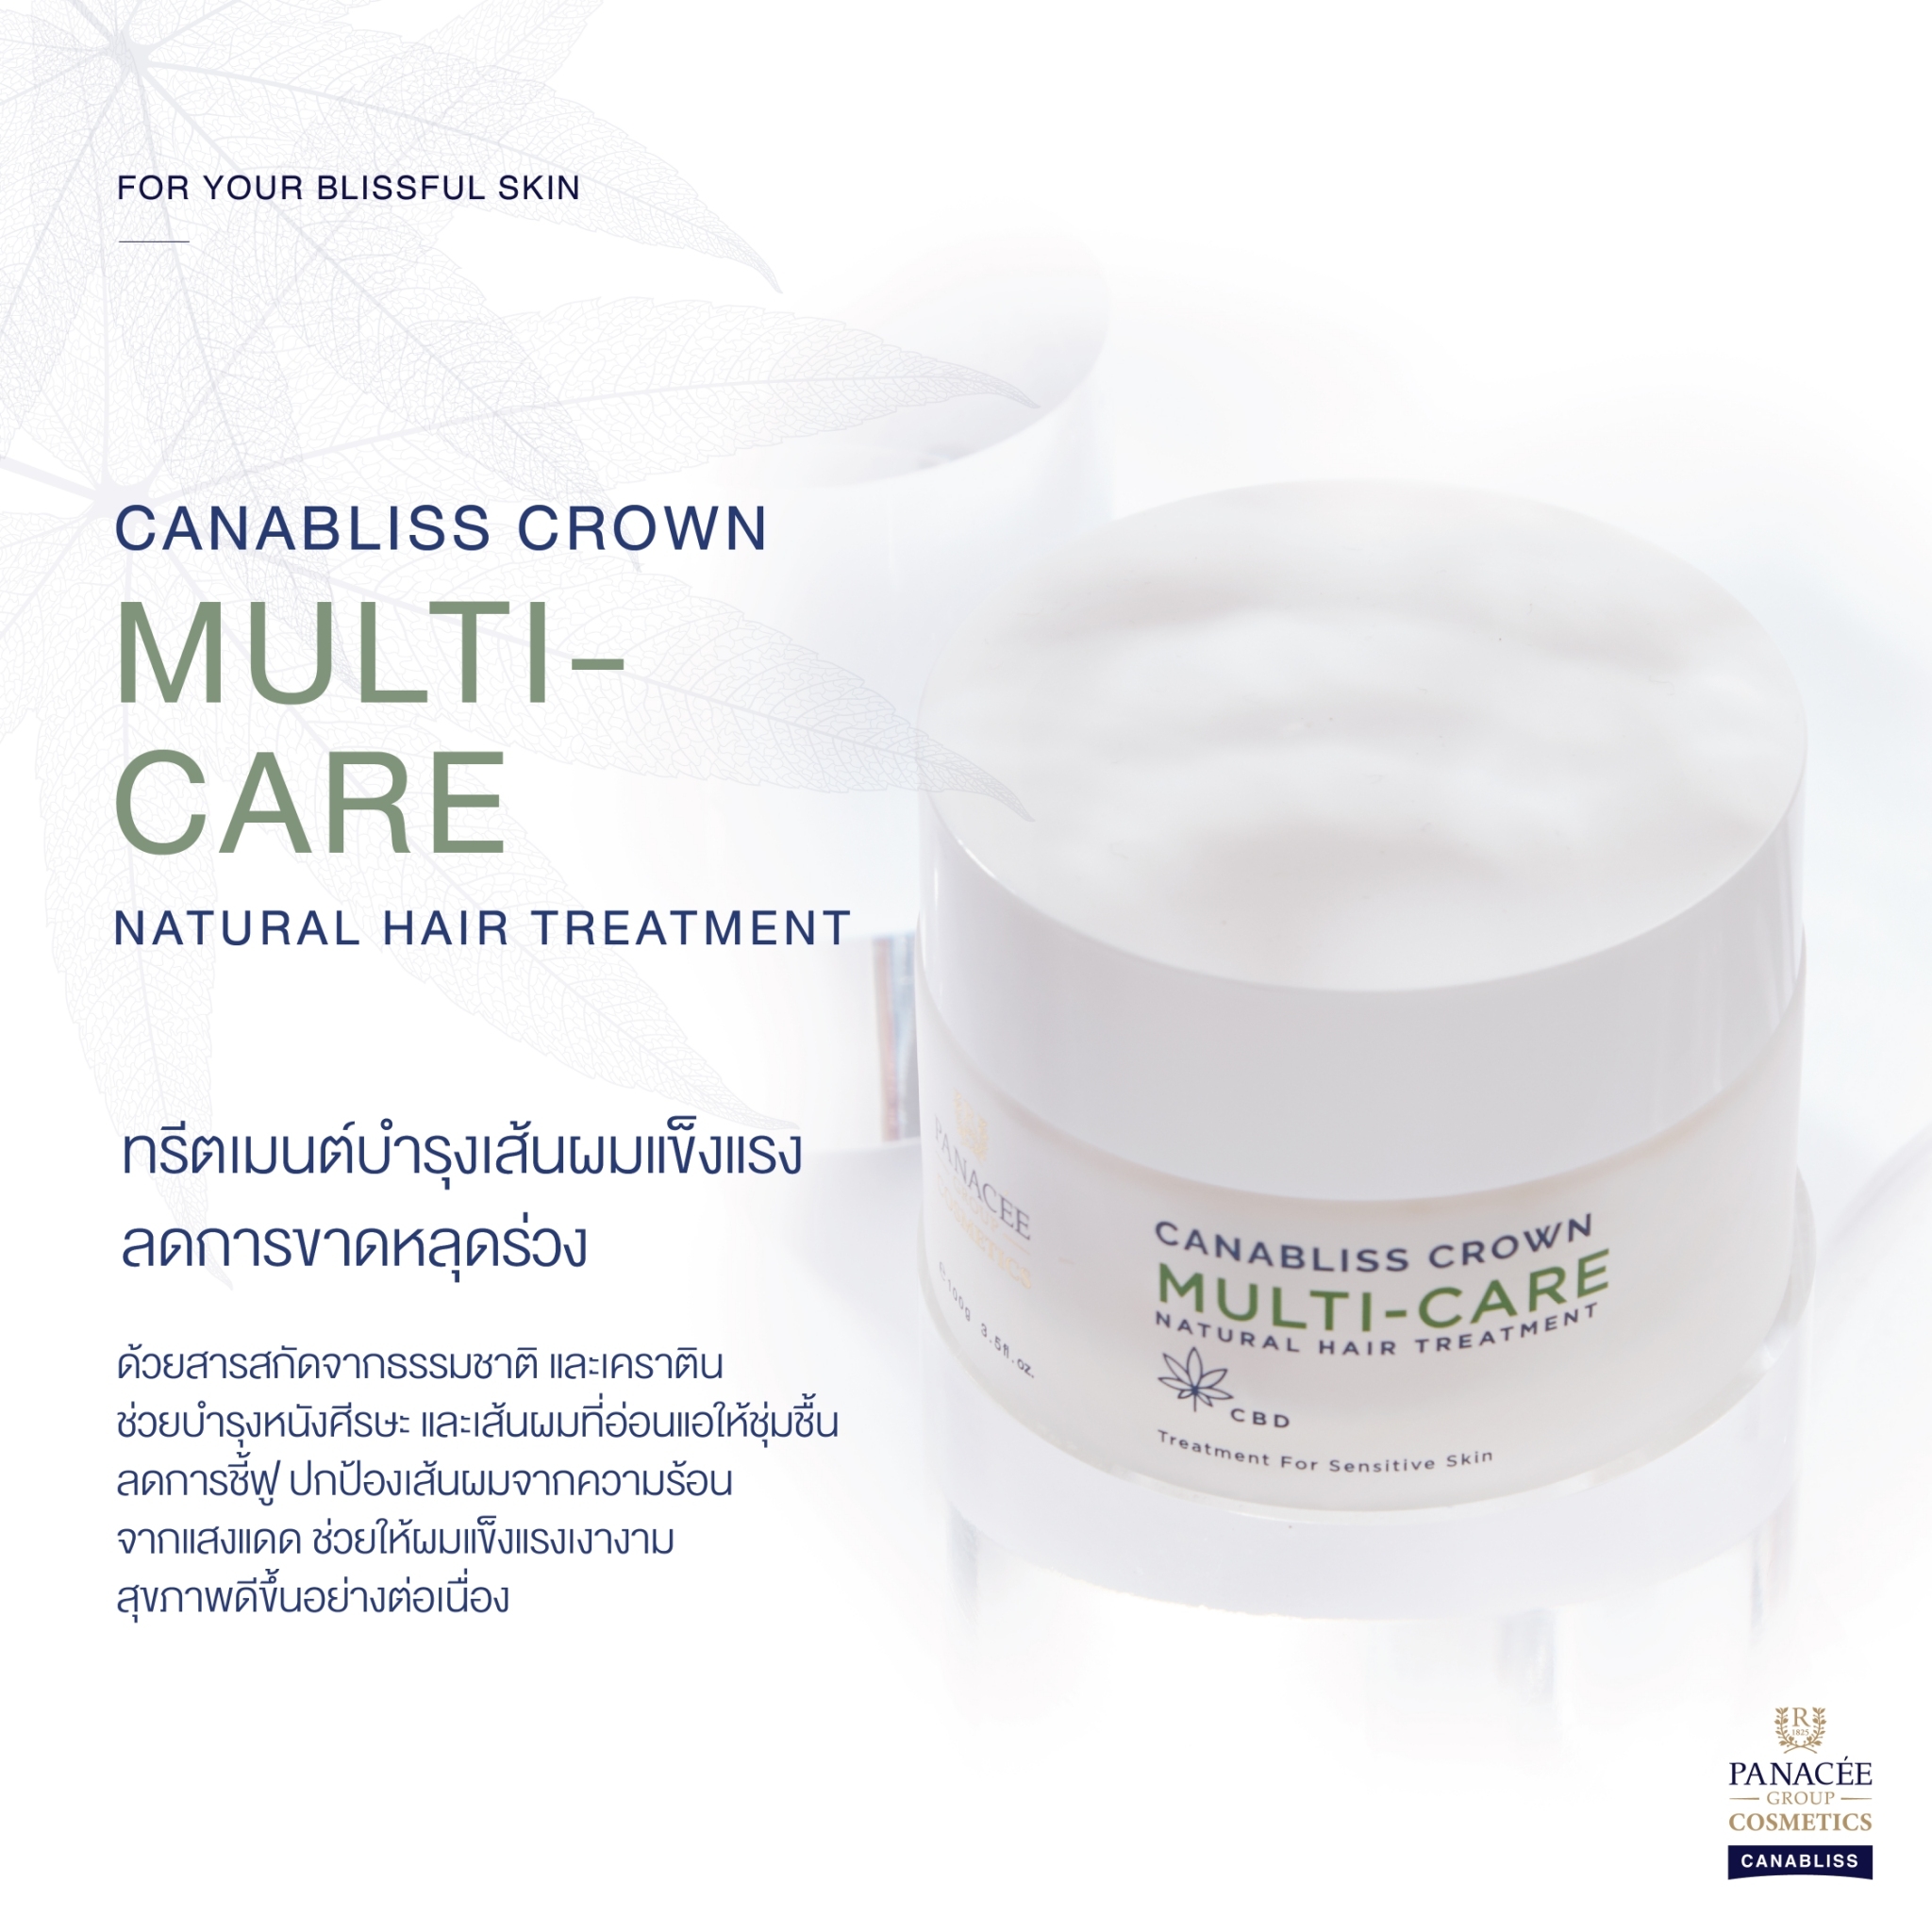 FOR YOUR BLISSFUL SKIN
CANABLISS CROWN
MULTI-
CARE
NATURAL HAIR TREATMENT
ทรีตเมนต์บำรุงเส้นผมแข็งแรง
ลดการขาดหลุดร่วง
ด้วยสารสกัดจากธรรมชาติ และเคราติน
ช่วยบำรุงหนังศีรษะ และเส้นผมที่อ่อนแอให้ชุ่มชื้น
ลดการชี้ฟู ปกป้องเส้นผมจากความร้อน
จากแสงแดด ช่วยให้ผมแข็งแรงเงางาม
สุขภาพดีขึ้นอย่างต่อเนื่อง
PANACEE
GROUP
COSMETICS
℮ 100g 3.5fl.oz.
CANABLISS CROWN
MULTI-CARE
NATURAL HAIR TREATMENT
CBD
Treatment For Sensitive Skin
R
1825
PANACÉE
GROUP
COSMETICS
CANABLISS